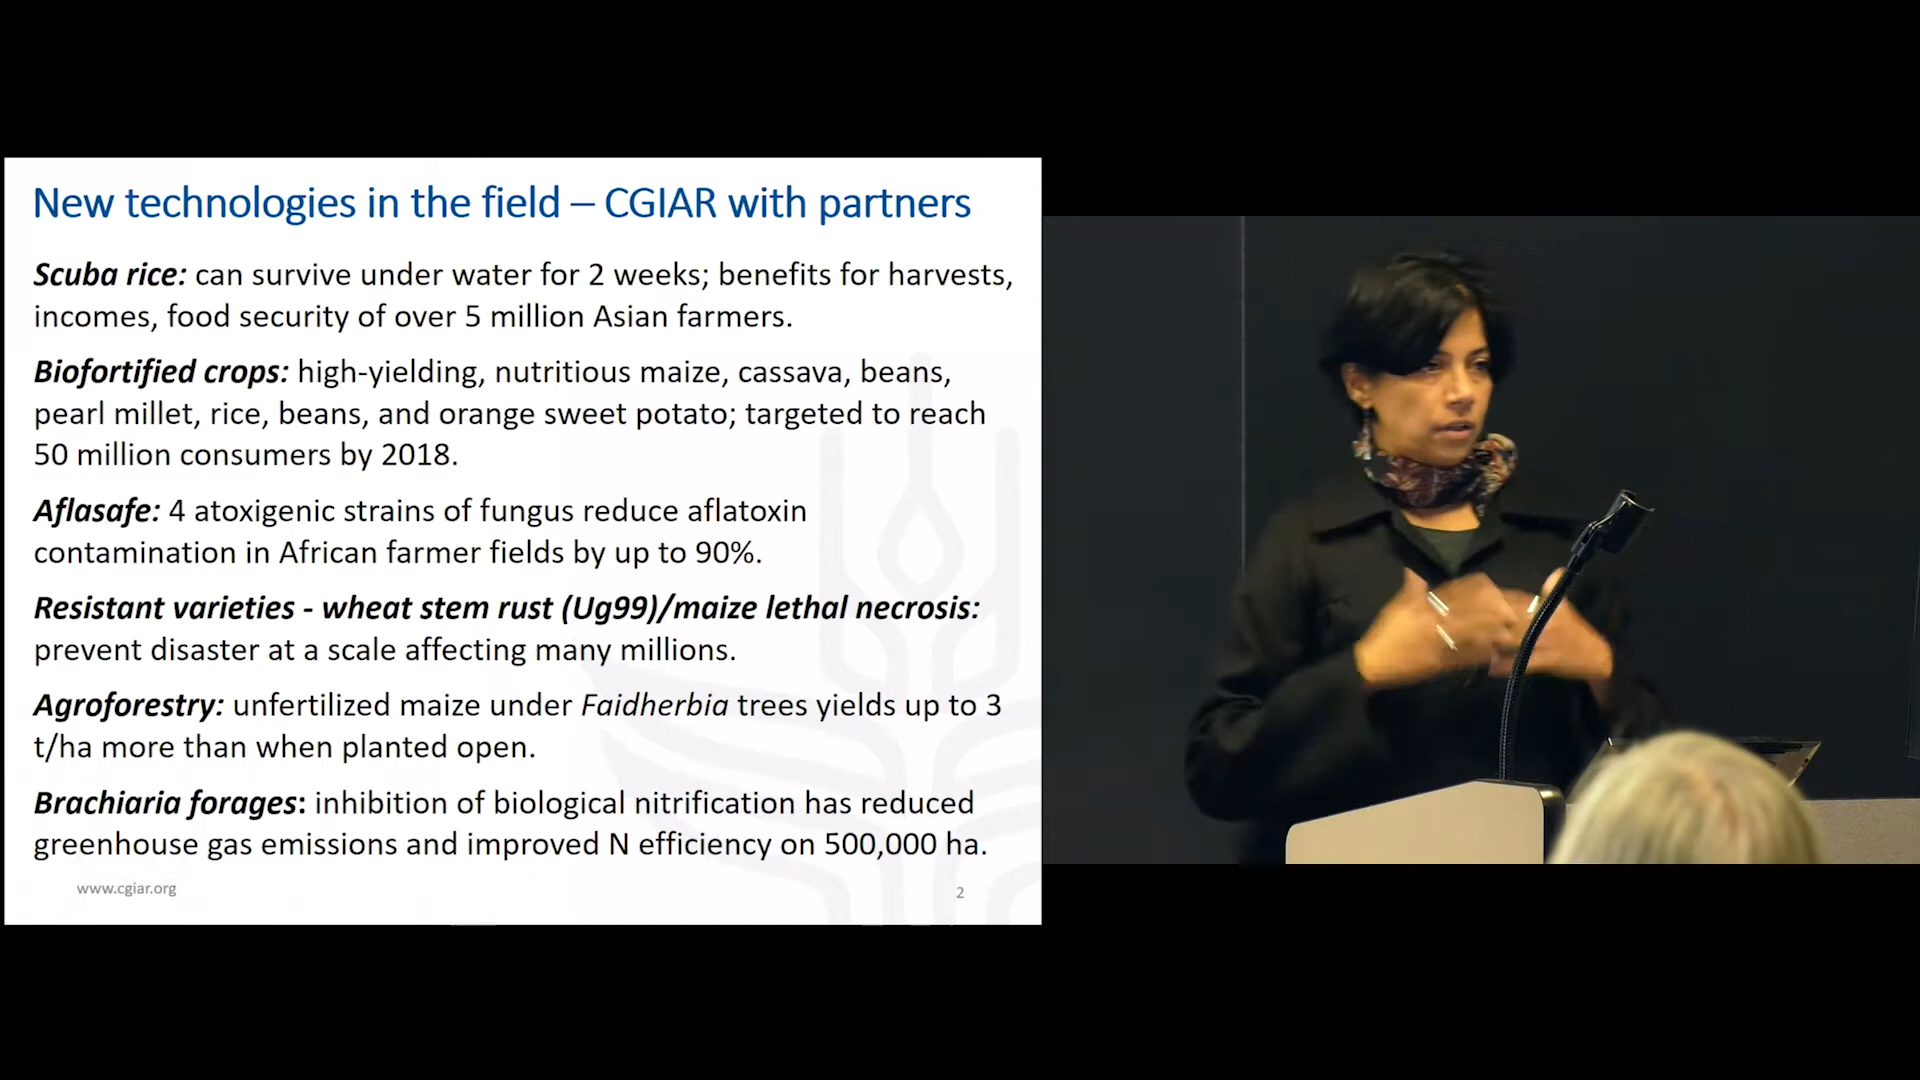 New technologies in the field – CGIAR with partners
Scuba rice: can survive under water for 2 weeks; benefits for harvests,
incomes, food security of over 5 million Asian farmers.
Biofortified crops: high-yielding, nutritious maize, cassava, beans,
pearl millet, rice, beans, and orange sweet potato; targeted to reach
50 million consumers by 2018.
Aflasafe: 4 atoxigenic strains of fungus reduce aflatoxin
contamination in African farmer fields by up to 90%.
Resistant varieties - wheat stem rust (Ug99)/maize lethal necrosis:
prevent disaster at a scale affecting many millions.
Agroforestry: unfertilized maize under Faidherbia trees yields up to 3
t/ha more than when planted open.
Brachiaria forages: inhibition of biological nitrification has reduced
greenhouse gas emissions and improved N efficiency on 500,000 ha.
www.cgiar.org
2